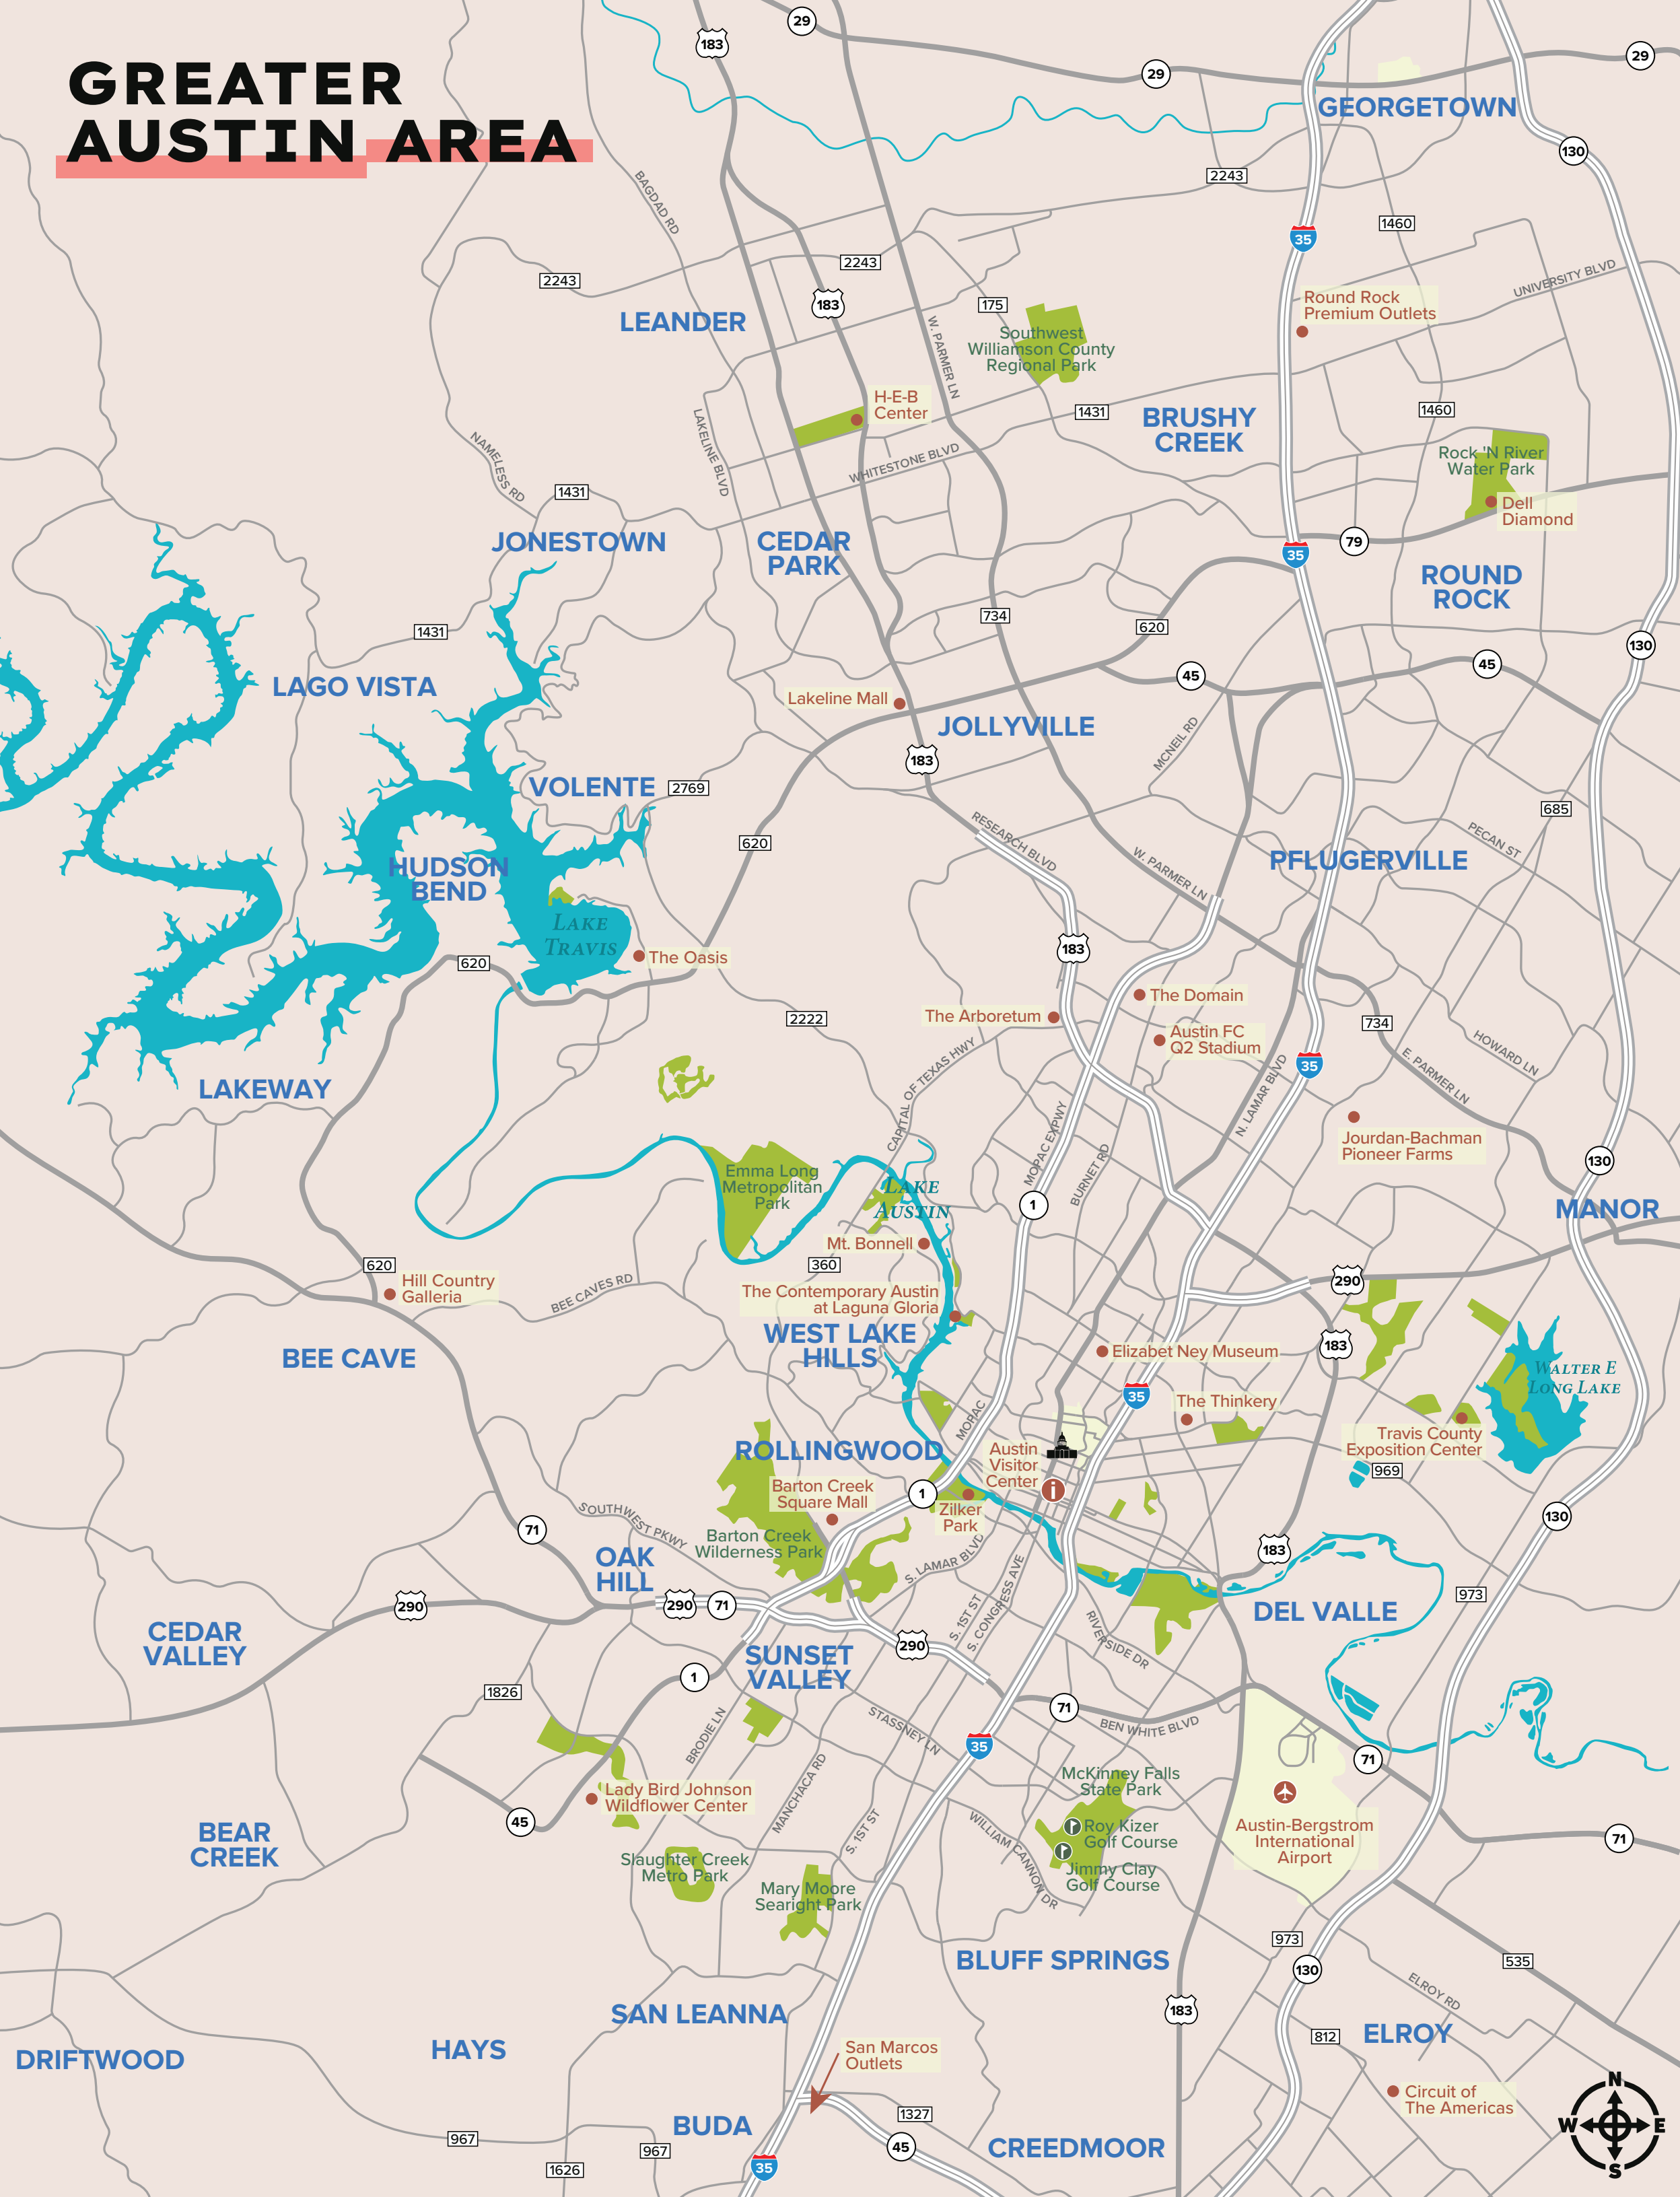 GREATER
AUSTIN AREA
29
183
29
29
GEORGETOWN
130
2243
BAGDAD RD
1460
35
2243
2243
UNIVERSITY BLVD
183
175
Round Rock
Premium Outlets
LEANDER
W. PARMER LN
Southwest
Williamson County
Regional Park
H-E-B
Center
1431
BRUSHY
CREEK
1460
LAKELINE BLVD
NAMELESS RD
WHITESTONE BLVD
Rock 'N River
Water Park
1431
Dell
Diamond
JONESTOWN
CEDAR
PARK
79
35
ROUND
ROCK
734
620
1431
130
45
45
LAGO VISTA
Lakeline Mall
JOLLYVILLE
MCNEIL RD
183
VOLENTE
2769
685
RESEARCH BLVD
PECAN ST
620
W. PARMER LN
PFLUGERVILLE
HUDSON
BEND
LAKE
TRAVIS
183
The Oasis
620
The Domain
2222
The Arboretum
734
Austin FC
Q2 Stadium
HOWARD LN
CAPITAL OF TEXAS HWY
35
E. PARMER LN
N. LAMAR BLVD
LAKEWAY
Jourdan-Bachman
Pioneer Farms
MOPAC EXPWY
BURNET RD
130
Emma Long
Metropolitan
Park
LAKE
AUSTIN
1
MANOR
Mt. Bonnell
360
620
Hill Country
Galleria
BEE CAVES RD
290
The Contemporary Austin
at Laguna Gloria
WEST LAKE
HILLS
183
Elizabet Ney Museum
BEE CAVE
WALTER E
LONG LAKE
35
The Thinkery
MOPAC
ROLLINGWOOD
Austin
Visitor
Center
Travis County
Exposition Center
969
Barton Creek
Square Mall
1
Zilker
Park
SOUTHWEST PKWY
130
71
Barton Creek
Wilderness Park
183
S. LAMAR BLVD
OAK
HILL
S. CONGRESS AVE
S. 1ST ST
973
290
290
71
DEL VALLE
CEDAR
VALLEY
RIVERSIDE DR
290
SUNSET
VALLEY
1
1826
71
BEN WHITE BLVD
STASSNEY LN
BRODIE LN
35
71
McKinney Falls
State Park
MANCHACA RD
Lady Bird Johnson
Wildflower Center
45
S. 1ST ST
WILLIAM CANNON DR
Roy Kizer
Golf Course
Jimmy Clay
Golf Course
Austin-Bergstrom
International
Airport
71
BEAR
CREEK
Slaughter Creek
Metro Park
Mary Moore
Searight Park
973
BLUFF SPRINGS
130
535
ELROY RD
183
SAN LEANNA
812
ELROY
HAYS
DRIFTWOOD
San Marcos
Outlets
Circuit of
The Americas
N
W
E
S
1327
BUDA
967
967
45
CREEDMOOR
35
1626